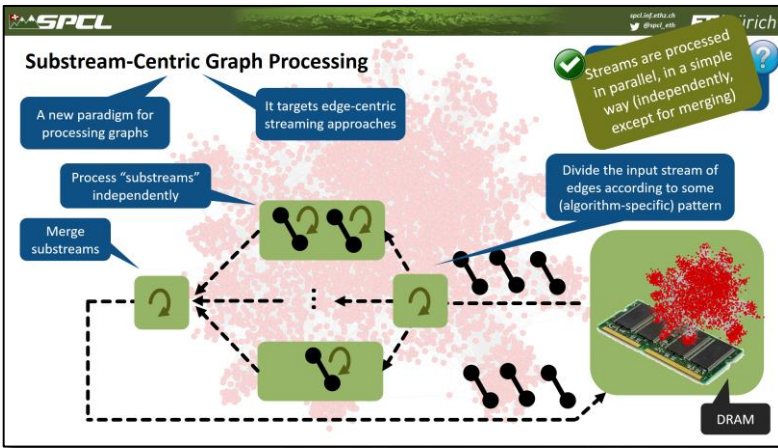 SPCL
spcl.inf.ethz.ch
@spcl_eth
ürich
Substream-Centric Graph Processing
Streams are processed
in parallel, in a simple
way (independently,
except for merging)
?
A new paradigm for
processing graphs
It targets edge-centric
streaming approaches
Process “substreams”
independently
Divide the input stream of
edges according to some
(algorithm-specific) pattern
Merge
substreams
DRAM